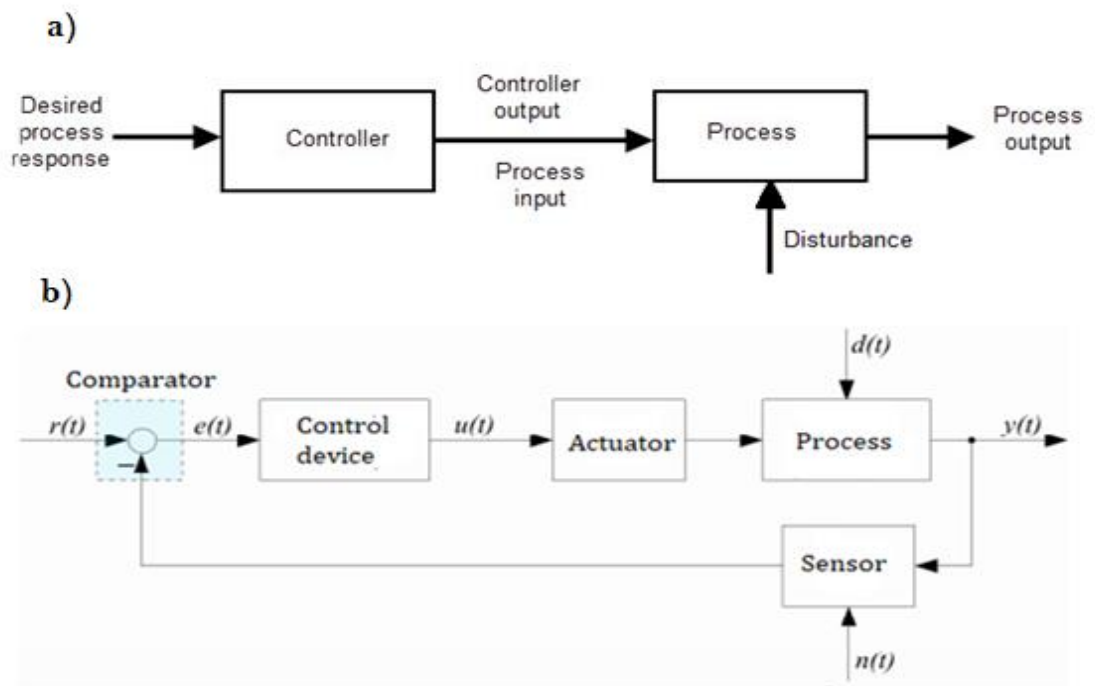 a)
Desired
process
response
Controller
Controller
output
Process
input
Process
Process
output
Disturbance
b)
Comparator
r(t)
e(t)
Control
device
u(t)
Actuator
d(t)
Process
y(t)
–
Sensor
n(t)